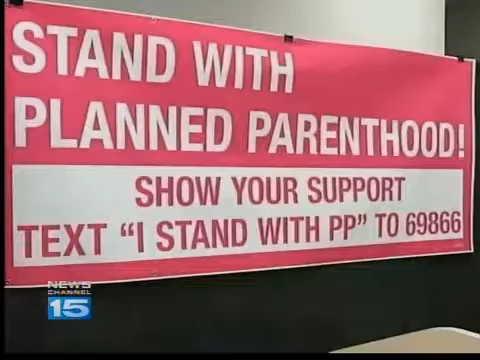 STAND WITH
PLANNED PARENTHOOD!
SHOW YOUR SUPPORT
TEXT “I STAND WITH PP” TO 69866
NEWS
CHANNEL
15